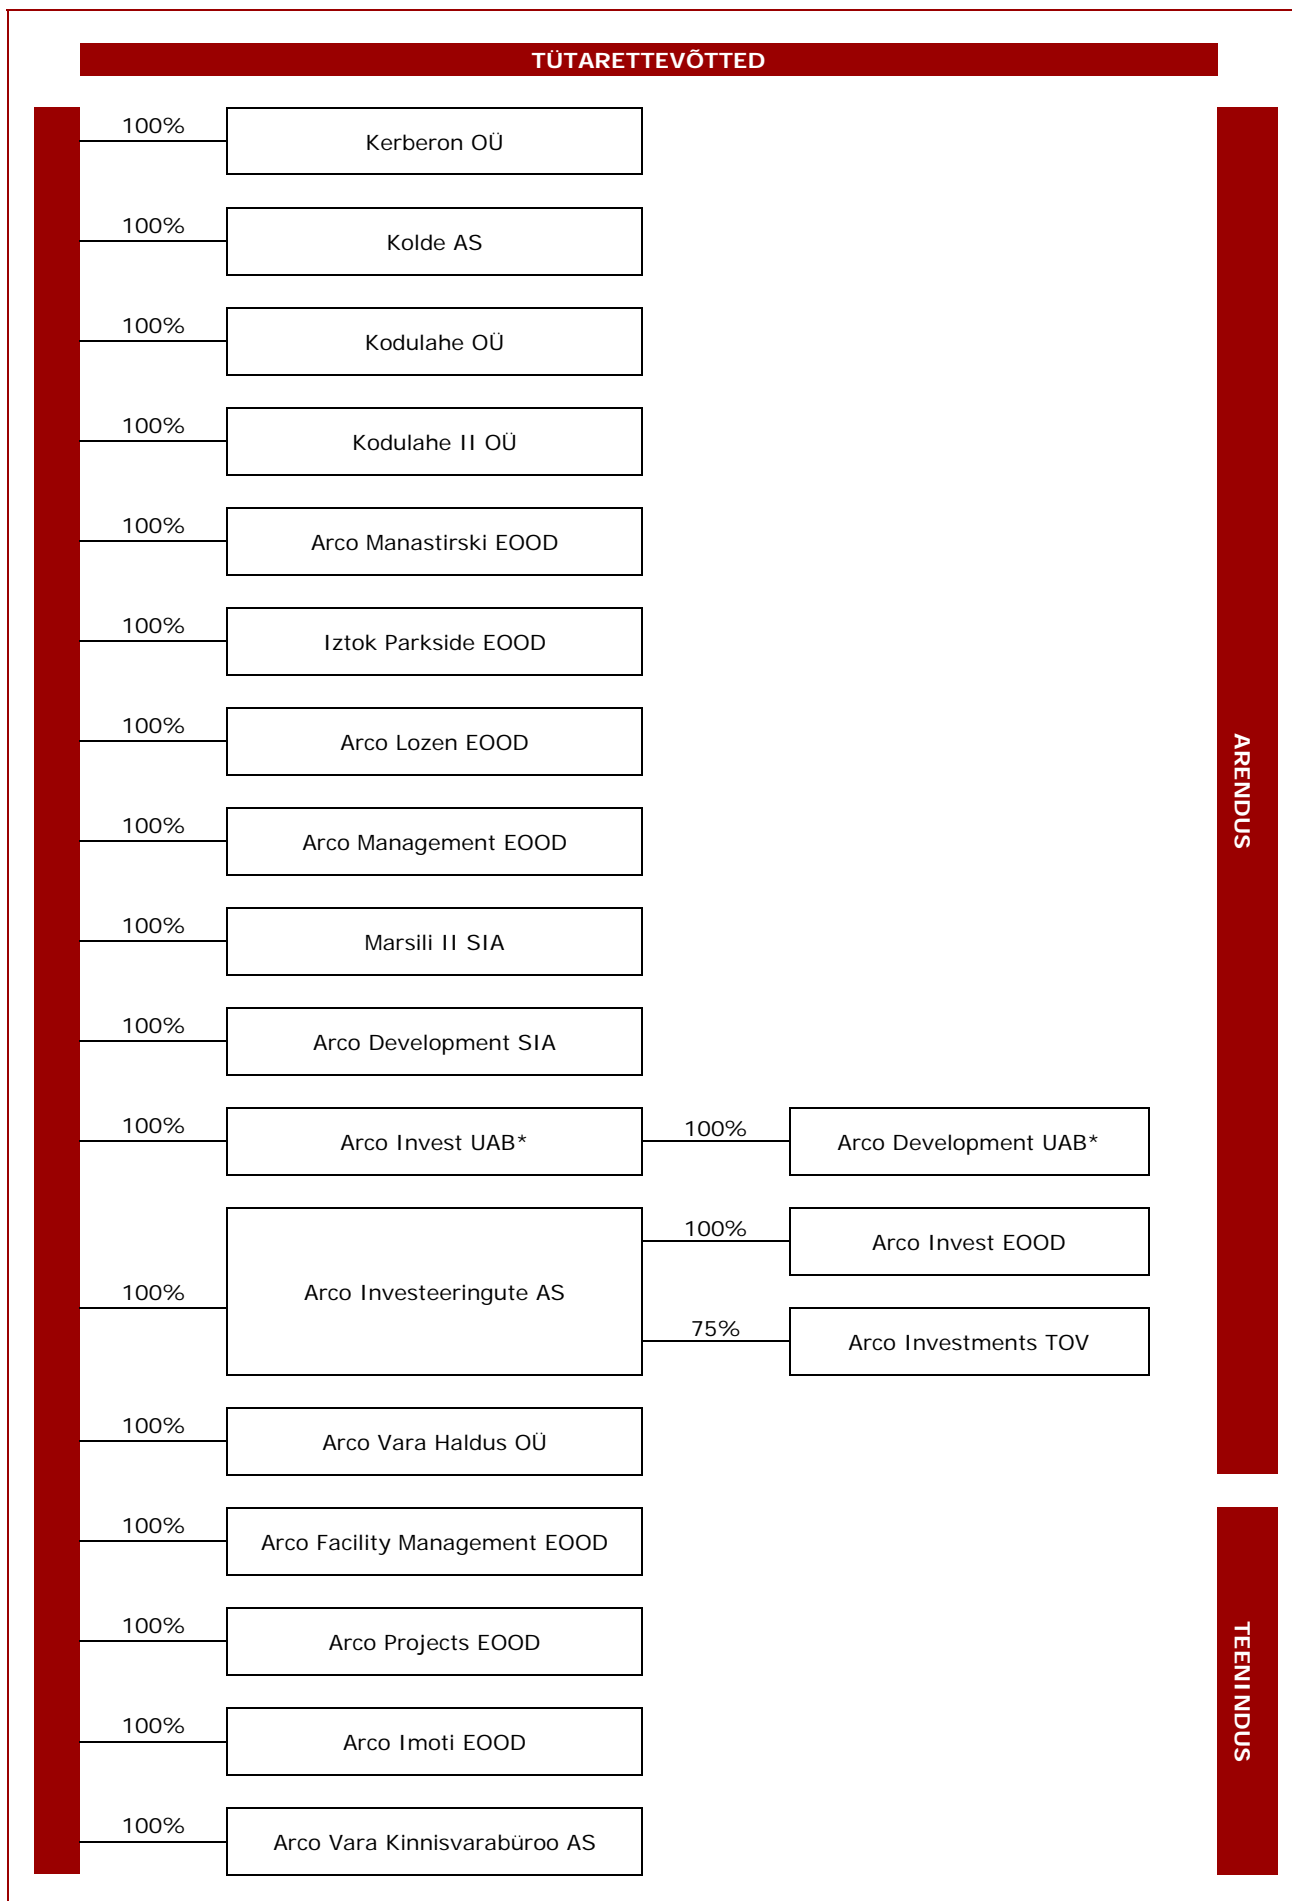 TÜTARETTEVÕTTED
100%
Kerberon OÜ
100%
Kolde AS
100%
Kodulahe OÜ
100%
Kodulahe II OÜ
100%
Arco Manastirski EOOD
100%
Iztok Parkside EOOD
100%
Arco Lozen EOOD
100%
Arco Management EOOD
100%
Marsili II SIA
100%
Arco Development SIA
100%
Arco Invest UAB*
100%
Arco Development UAB*
100%
Arco Investeeringute AS
100%
Arco Invest EOOD
75%
Arco Investments TOV
100%
Arco Vara Haldus OÜ
ARENDUS
100%
Arco Facility Management EOOD
100%
Arco Projects EOOD
100%
Arco Imoti EOOD
100%
Arco Vara Kinnisvarabüroo AS
TEENINDUS